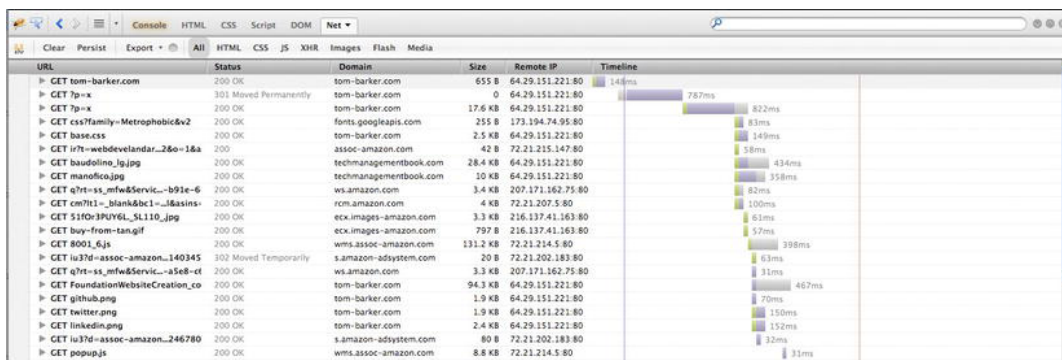 Console HTML CSS Script DOM Net
Clear Persist Export All HTML CSS JS XHR Images Flash Media
URL Status Domain Size Remote IP Timeline
GET tom-barker.com 200 OK tom-barker.com 655 B 64.29.151.221:80 148ms
GET ?p=x 301 Moved Permanently tom-barker.com 0 64.29.151.221:80 787ms
GET ?p=x 200 OK tom-barker.com 17.6 KB 64.29.151.221:80 822ms
GET css?family=Metrophobic&v2 200 OK fonts.googleapis.com 255 B 173.194.74.95:80 83ms
GET base.css 200 OK tom-barker.com 2.5 KB 64.29.151.221:80 149ms
GET ir?t=webdevelandar...2&o=1&a 200 assoc-amazon.com 42 B 72.21.215.147:80 58ms
GET baudolino_lg.jpg 200 OK techmanagementbook.com 28.4 KB 64.29.151.221:80 434ms
GET manofico.jpg 200 OK techmanagementbook.com 10 KB 64.29.151.221:80 358ms
GET q?rt=ss_mfw&Servic...-b91e-6 200 OK ws.amazon.com 3.4 KB 207.171.162.75:80 82ms
GET cm?lt1=_blank&bc1=...l&asins= 200 OK rcm.amazon.com 4 KB 72.21.207.5:80 100ms
GET 51fOr3PUY6L._SL110_.jpg 200 OK ecx.images-amazon.com 3.3 KB 216.137.41.163:80 61ms
GET buy-from-tan.gif 200 OK ecx.images-amazon.com 797 B 216.137.41.163:80 57ms
GET 8001_6.js 200 OK wms.assoc-amazon.com 131.2 KB 72.21.214.5:80 398ms
GET iu3?d=assoc-amazon...140345 302 Moved Temporarily s.amazon-adsystem.com 20 B 72.21.202.183:80 63ms
GET q?rt=ss_mfw&Servic...-a5e8-c6 200 OK ws.amazon.com 3.3 KB 207.171.162.75:80 31ms
GET FoundationWebsiteCreation_co 200 OK tom-barker.com 94.3 KB 64.29.151.221:80 467ms
GET github.png 200 OK tom-barker.com 1.9 KB 64.29.151.221:80 70ms
GET twitter.png 200 OK tom-barker.com 1.9 KB 64.29.151.221:80 150ms
GET linkedin.png 200 OK tom-barker.com 2.4 KB 64.29.151.221:80 152ms
GET iu3?d=assoc-amazon...246780 200 OK s.amazon-adsystem.com 80 B 72.21.202.183:80 32ms
GET popup.js 200 OK wms.assoc-amazon.com 8.8 KB 72.21.214.5:80 31ms